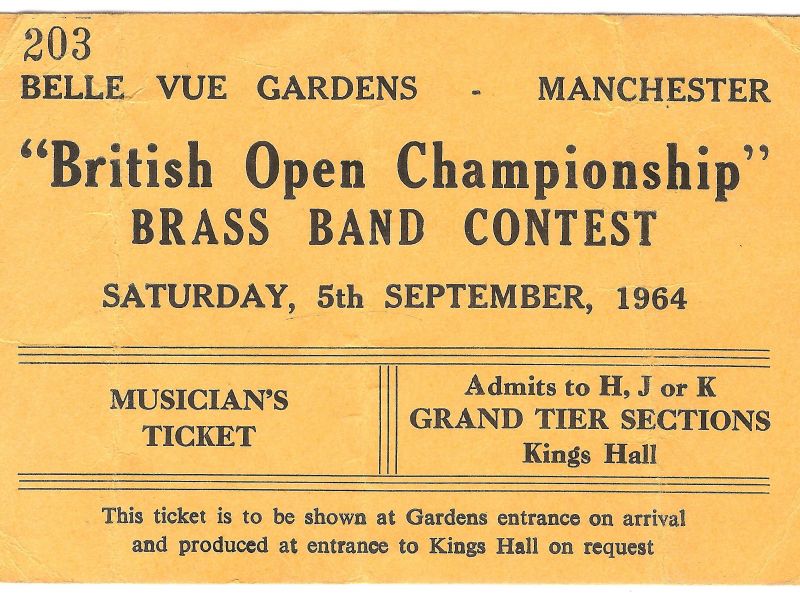 203
BELLE VUE GARDENS - MANCHESTER
"British Open Championship"
BRASS BAND CONTEST
SATURDAY, 5th SEPTEMBER, 1964
MUSICIAN'S
TICKET
Admits to H, J or K
GRAND TIER SECTIONS
Kings Hall
This ticket is to be shown at Gardens entrance on arrival
and produced at entrance to Kings Hall on request